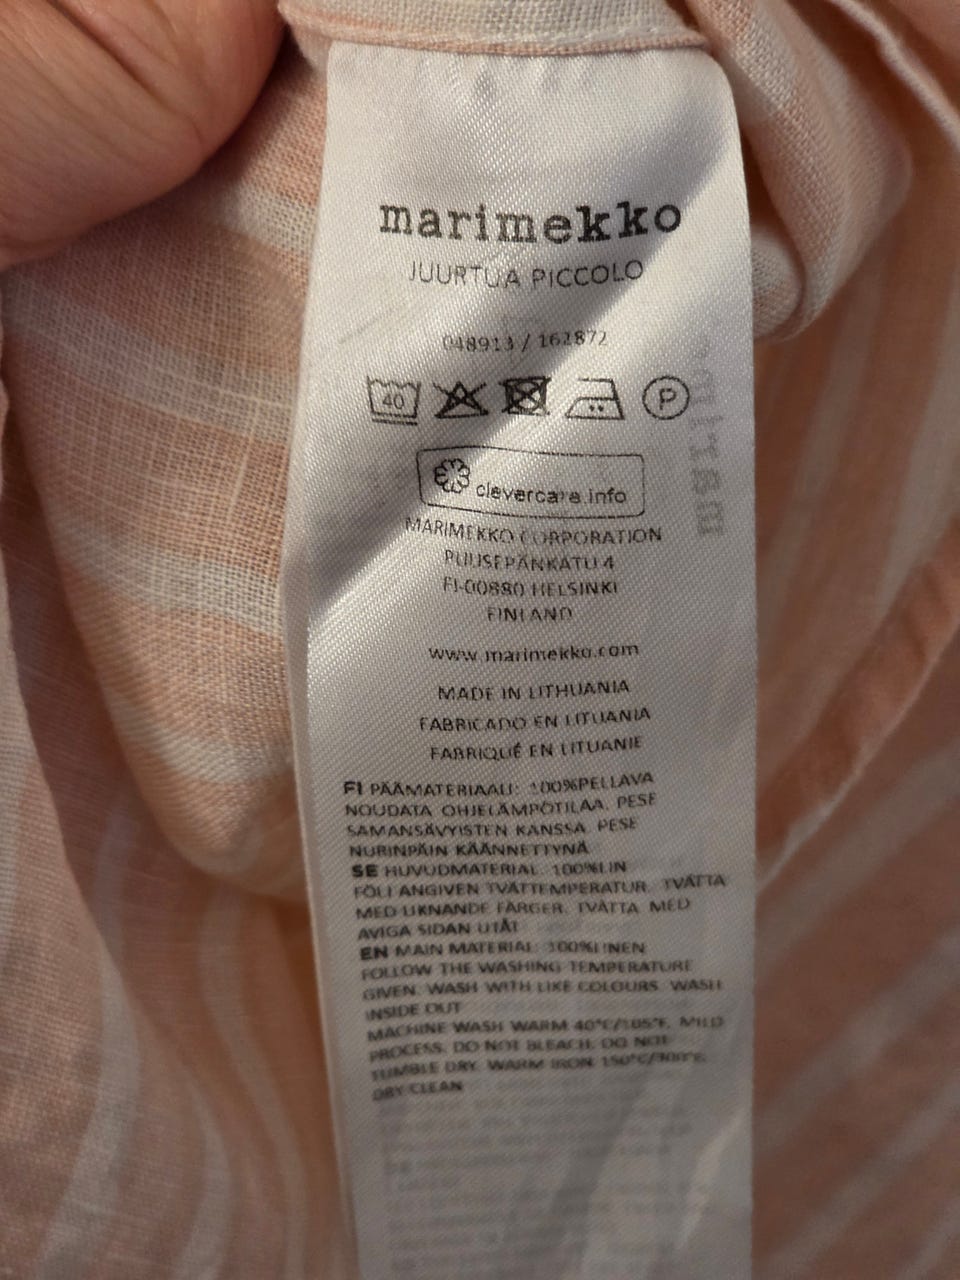 marimekko
JUURTUA PICCOLO
048913 / 162872
40
P
clevercare.info
marim
MARIMEKKO CORPORATION
PUUSEPÄNKATU 4
FI-00880 HELSINKI
FINLAND
www.marimekko.com
MADE IN LITHUANIA
FABRICADO EN LITUANIA
FABRIQUÉ EN LITUANIE
FI PÄÄMATERIAALI: 100%PELLAVA
NOUDATA OHJELÄMPÖTILAA. PESE
SAMANSÄVYISTEN KANSSA. PESE
NURINPÄIN KÄÄNNETTYNÄ
SE HUVUDMATERIAL: 100%LIN
FÖLJ ANGIVEN TVÄTTEMPERATUR. TVÄTTA
MED LIKNANDE FÄRGER. TVÄTTA MED
AVIGA SIDAN UTÅT
EN MAIN MATERIAL: 100%LINEN
FOLLOW THE WASHING TEMPERATURE
GIVEN. WASH WITH LIKE COLOURS. WASH
INSIDE OUT
MACHINE WASH WARM 40°C/105°F, MILD
PROCESS. DO NOT BLEACH. DO NOT
TUMBLE DRY. WARM IRON 150°C/300°F.
DRY CLEAN